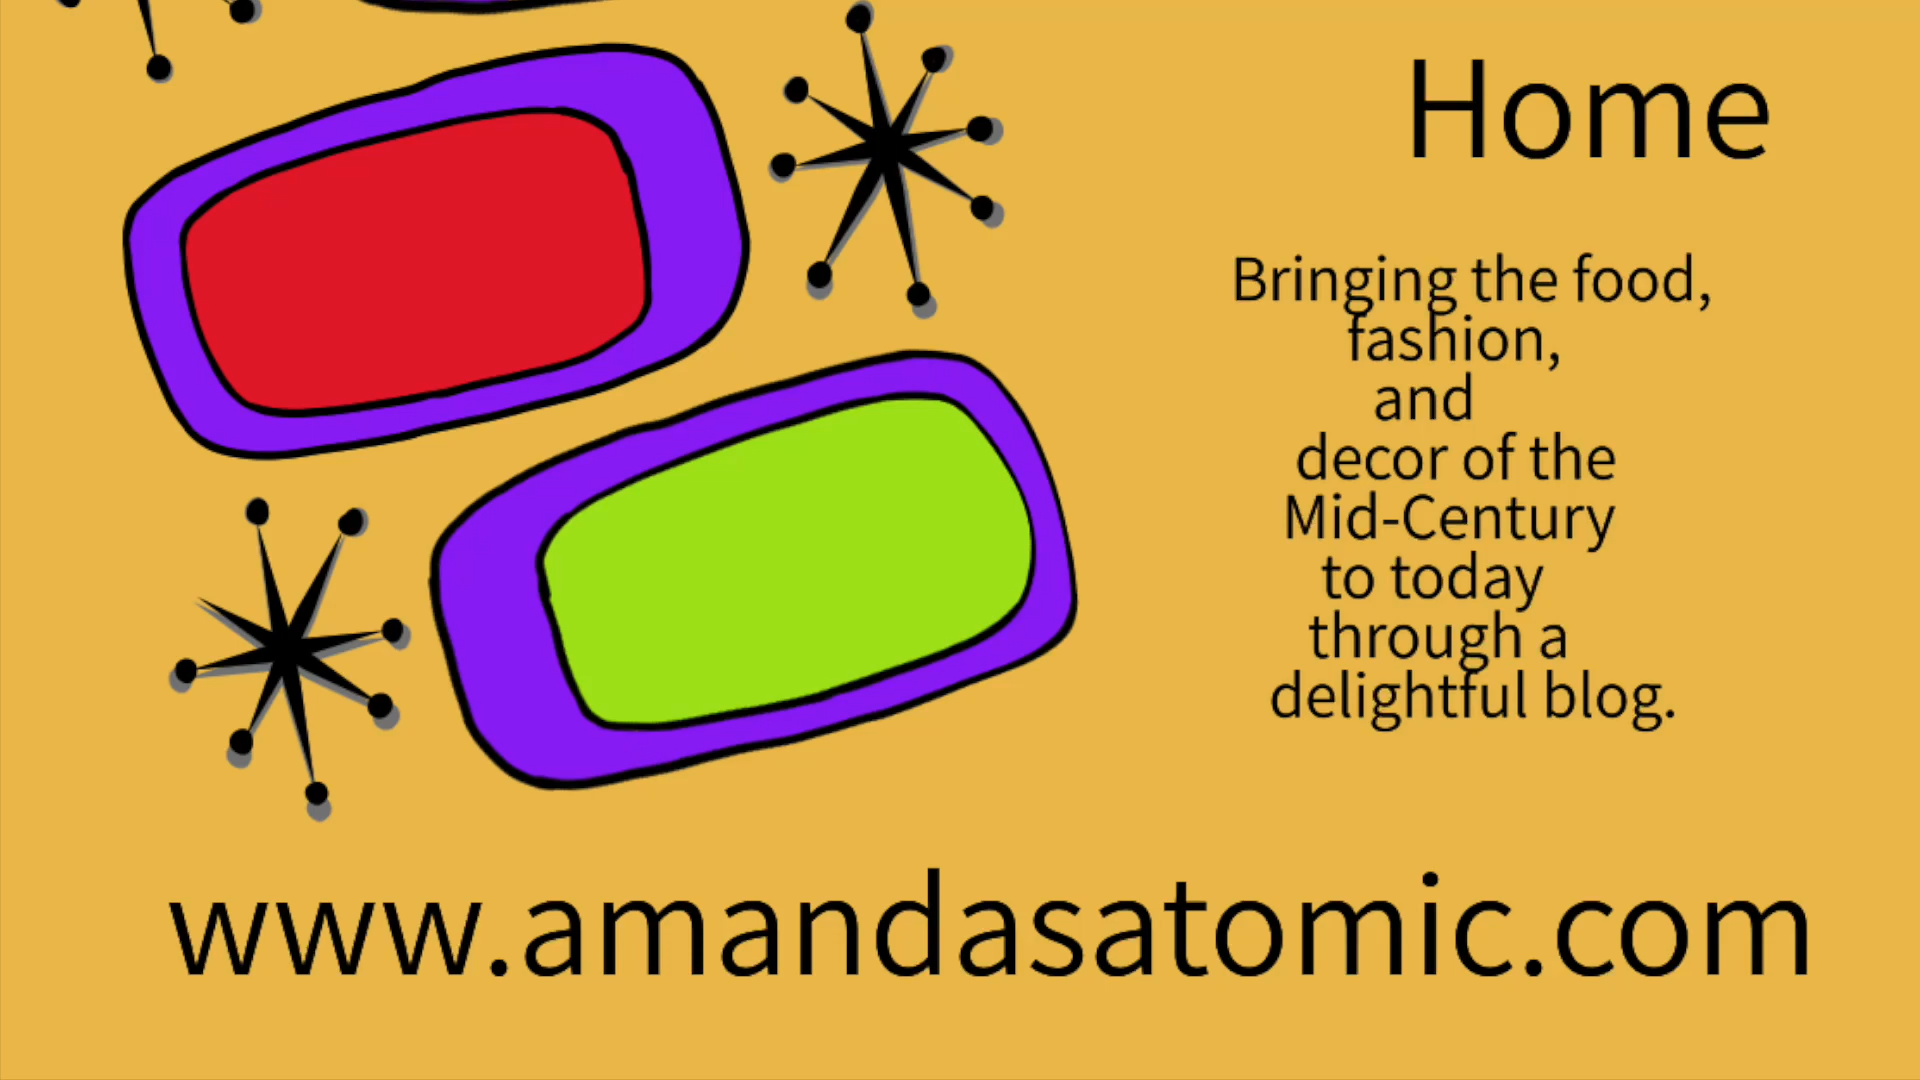 Home
Bringing the food,
fashion,
and
decor of the
Mid-Century
to today
through a
delightful blog.
www.amandasatomic.com